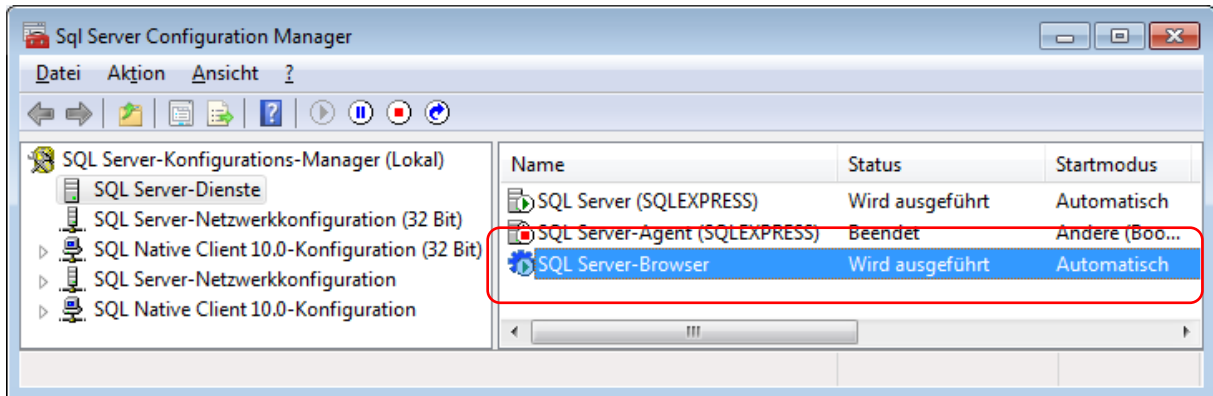 Sql Server Configuration Manager
Datei Aktion Ansicht ?
SQL Server-Konfigurations-Manager (Lokal)
SQL Server-Dienste
SQL Server-Netzwerkkonfiguration (32 Bit)
SQL Native Client 10.0-Konfiguration (32 Bit)
SQL Server-Netzwerkkonfiguration
SQL Native Client 10.0-Konfiguration
Name Status Startmodus
SQL Server (SQLEXPRESS) Wird ausgeführt Automatisch
SQL Server-Agent (SQLEXPRESS) Beendet Andere (Boo...
SQL Server-Browser Wird ausgeführt Automatisch